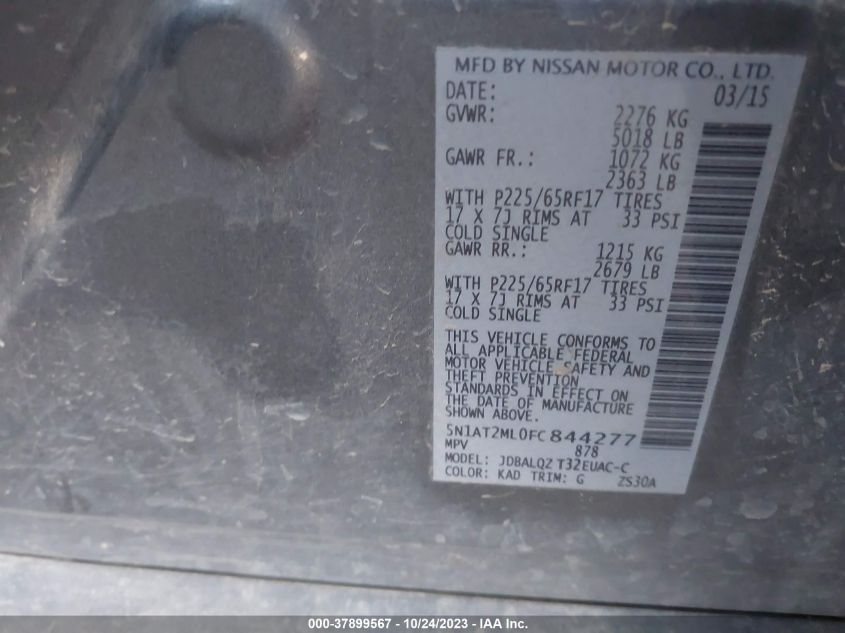 MFD BY NISSAN MOTOR CO., LTD.
DATE: 03/15
GVWR: 2276 KG
5018 LB
GAWR FR.: 1072 KG
2363 LB
WITH P225/65RF17 TIRES
17 X 7J RIMS AT 33 PSI
COLD SINGLE
GAWR RR.: 1215 KG
2679 LB
WITH P225/65RF17 TIRES
17 X 7J RIMS AT 33 PSI
COLD SINGLE
THIS VEHICLE CONFORMS TO
ALL APPLICABLE FEDERAL
MOTOR VEHICLE SAFETY AND
THEFT PREVENTION
STANDARDS IN EFFECT ON
THE DATE OF MANUFACTURE
SHOWN ABOVE.
5N1AT2ML0FC844277
MPV 878
MODEL: JDBALQZ T32EUAC-C
COLOR: KAD TRIM: G ZS30A
000-37899567 - 10/24/2023 - IAA Inc.